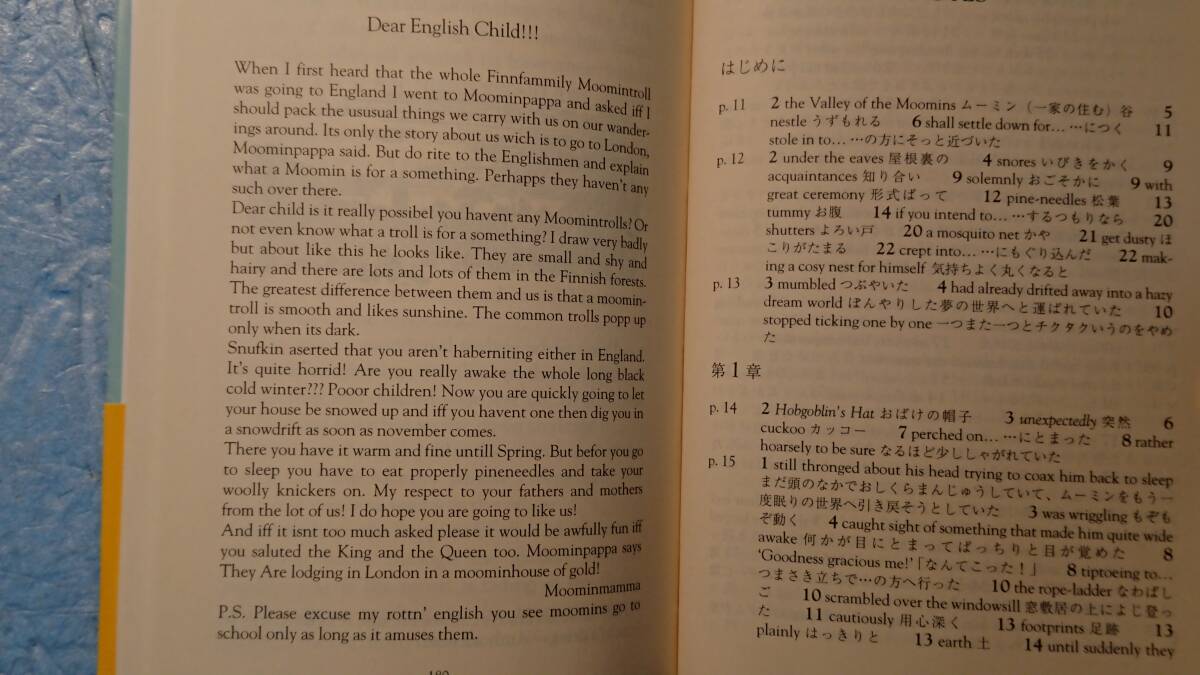 Dear English Child!!!
When I first heard that the whole Finnfammily Moomintroll
was going to England I went to Moominpappa and asked iff I
should pack the ususual things we carry with us on our wander-
ings around. Its only the story about us wich is to go to London,
Moominpappa said. But do rite to the Englishmen and explain
what a Moomin is for a something. Perhapps they haven't any
such over there.
Dear child is it really possibel you havent any Moomintrolls? Or
not even know what a troll is for a something? I draw very badly
but about like this he looks like. They are small and shy and
hairy and there are lots and lots of them in the Finnish forests.
The greatest difference between them and us is that a moomin-
troll is smooth and likes sunshine. The common trolls popp up
only when its dark.
Snufkin aserted that you aren't haberniting either in England.
It's quite horrid! Are you really awake the whole long black
cold winter??? Pooor children! Now you are quickly going to let
your house be snowed up and iff you havent one then dig you in
a snowdrift as soon as november comes.
There you have it warm and fine untill Spring. But befor you go
to sleep you have to eat properly pineneedles and take your
woolly knickers on. My respect to your fathers and mothers
from the lot of us! I do hope you are going to like us!
And iff it isnt too much asked please it would be awfully fun iff
you saluted the King and the Queen too. Moominpappa says
They Are lodging in London in a moominhouse of gold!
Moominmamma
P.S. Please excuse my rottn' english you see moomins go to
school only as long as it amuses them.
はじめに
p. 11 2 the Valley of the Moomins ムーミン（一家の住む）谷 5
nestle うずもれる 6 shall settle down for... …につく 11
stole in to... …の方にそっと近づいた
p. 12 2 under the eaves 屋根裏の 4 snores いびきをかく 9
acquaintances 知り合い 9 solemnly おごそかに 9 with
great ceremony 形式ばって 12 pine-needles 松葉 13
tummy お腹 14 if you intend to... …するつもりなら 20
shutters よろい戸 20 a mosquito net かや 21 get dusty ほ
こりがたまる 22 crept into... …にもぐり込んだ 22 mak-
ing a cosy nest for himself 気持ちよく丸くなると
p. 13 3 mumbled つぶやいた 4 had already drifted away into a hazy
dream world ぼんやりした夢の世界へと運ばれていた 10
stopped ticking one by one 一つまた一つとチクタクいうのをやめ
た
第1章
p. 14 2 Hobgoblin's Hat おばけの帽子 3 unexpectedly 突然 6
cuckoo カッコー 7 perched on... …にとまった 8 rather
hoarsely to be sure なるほど少ししゃがれていた
p. 15 1 still thronged about his head trying to coax him back to sleep
まだ頭のなかでおしくらまんじゅうしていて、ムーミンをもう一
度眠りの世界へ引き戻そうとしていた 3 was wriggling もぞも
ぞ動く 4 caught sight of something that made him quite wide
awake 何かが目にとまってぱっちりと目が覚めた 8
'Goodness gracious me!'「なんてこった！」 8 tiptoeing to...
つまさき立ちで…の方へ行った 10 the rope-ladder なわばし
ご 10 scrambled over the windowsill 窓敷居の上によじ登っ
た 11 cautiously 用心深く 13 footprints 足跡 13
plainly はっきりと 13 earth 土 14 until suddenly they